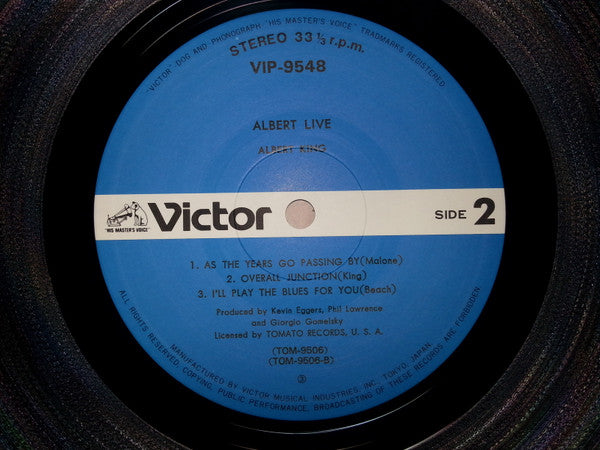 "VICTOR" DOG AND PHONOGRAPH "HIS MASTER'S VOICE" TRADMARKS REGISTERED
STEREO 33 1/3 r.p.m.
VIP-9548
ALBERT LIVE
ALBERT KING
"HIS MASTER'S VOICE"
Victor
SIDE 2
1. AS THE YEARS GO PASSING BY(Malone)
2. OVERALL JUNCTION(King)
3. I'LL PLAY THE BLUES FOR YOU(Beach)
Produced by Kevin Eggers, Phil Lawrence
and Giorgio Gomelsky
Licensed by TOMATO RECORDS, U. S. A.
(TOM-9506)
(TOM-9506-B)
③
MANUFACTURED BY VICTOR MUSICAL INDUSTRIES, INC. TOKYO, JAPAN.
ALL RIGHTS RESERVED. COPYING, PUBLIC PERFORMANCE, BROADCASTING OF THESE RECORDS ARE FORBIDDEN